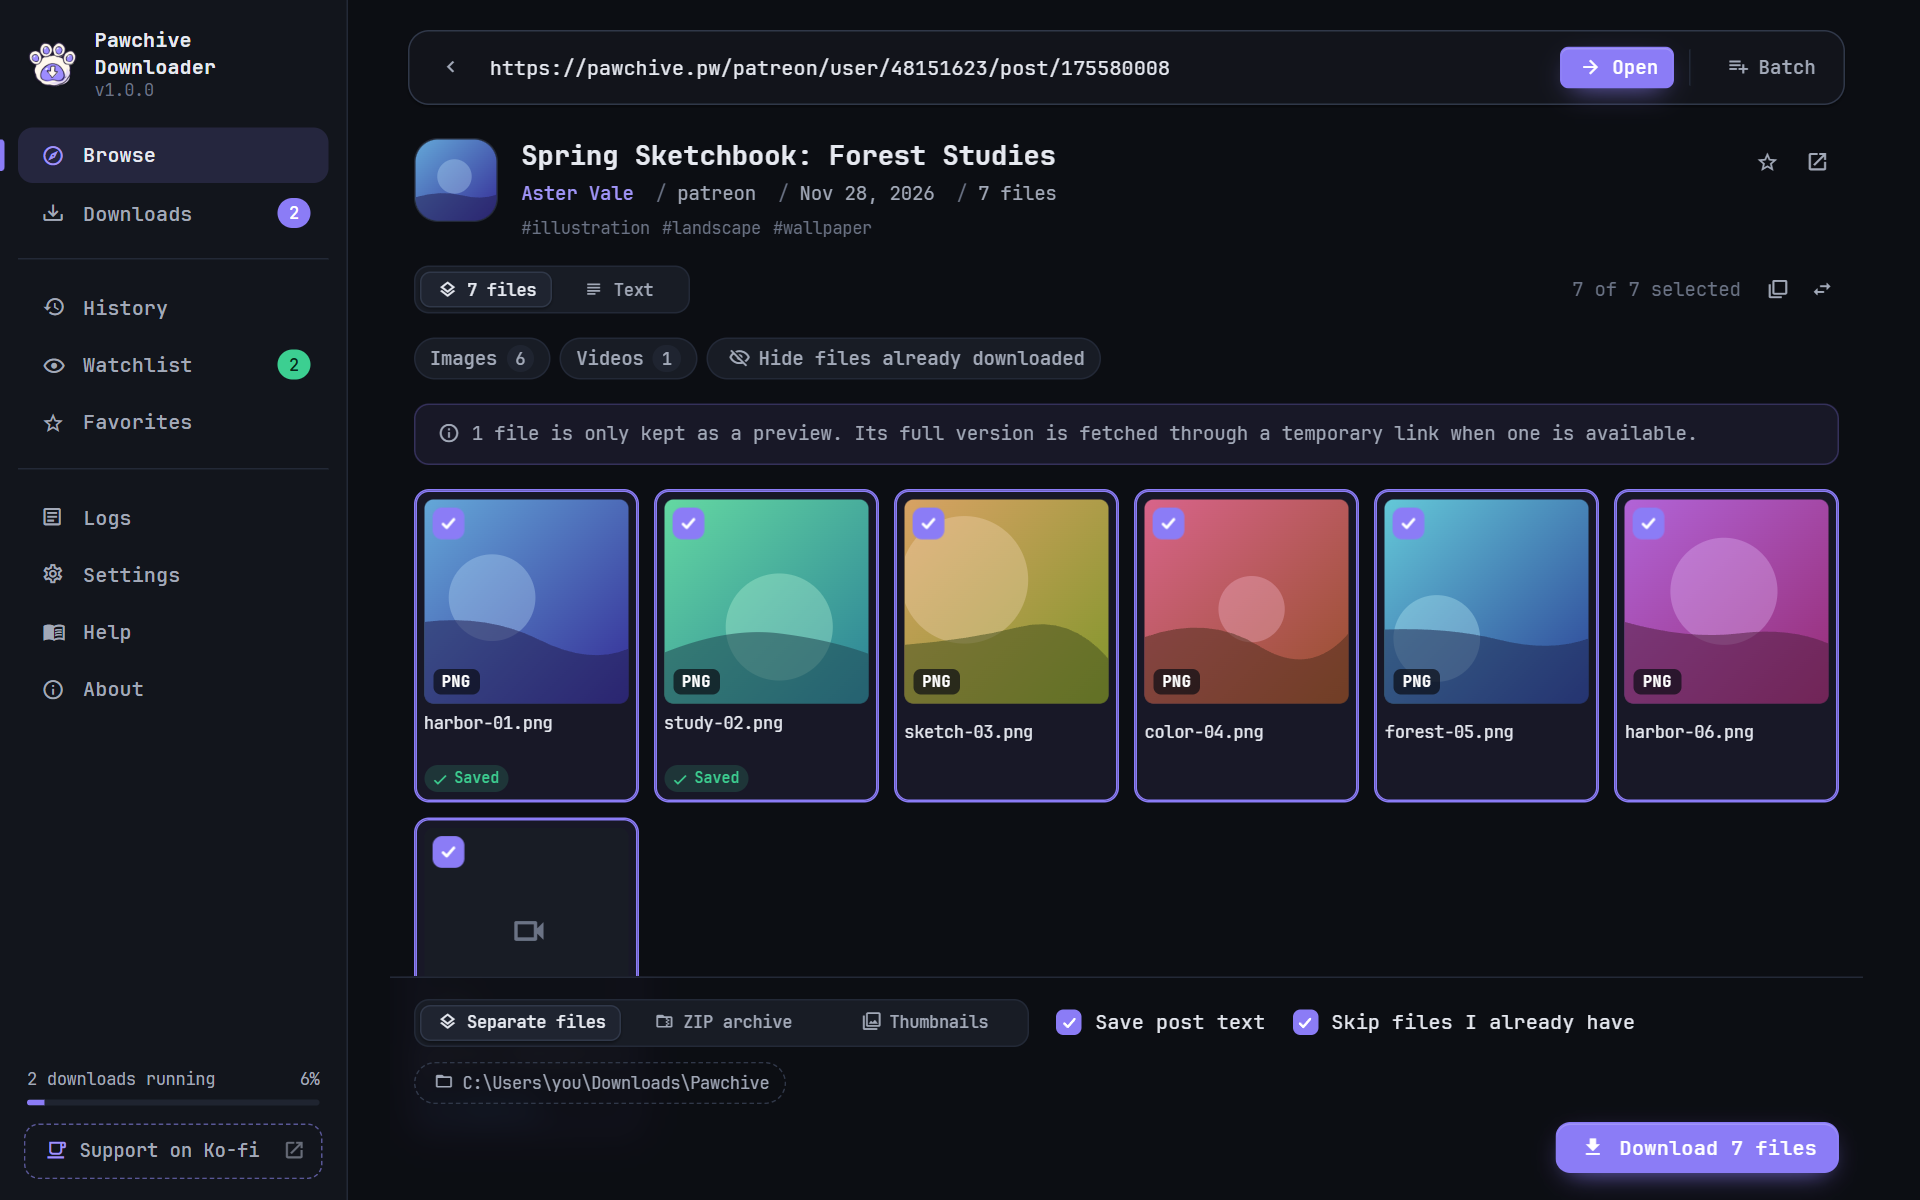 Pawchive
Downloader
v1.0.0
Browse
Downloads 2
History
Watchlist 2
Favorites
Logs
Settings
Help
About
2 downloads running 6%
Support on Ko-fi
https://pawchive.pw/patreon/user/48151623/post/175580008
Open
Batch
Spring Sketchbook: Forest Studies
Aster Vale / patreon / Nov 28, 2026 / 7 files
#illustration #landscape #wallpaper
7 files
Text
7 of 7 selected
Images 6
Videos 1
Hide files already downloaded
1 file is only kept as a preview. Its full version is fetched through a temporary link when one is available.
PNG
harbor-01.png
Saved
PNG
study-02.png
Saved
PNG
sketch-03.png
PNG
color-04.png
PNG
forest-05.png
PNG
harbor-06.png
Separate files
ZIP archive
Thumbnails
Save post text
Skip files I already have
C:\Users\you\Downloads\Pawchive
Download 7 files